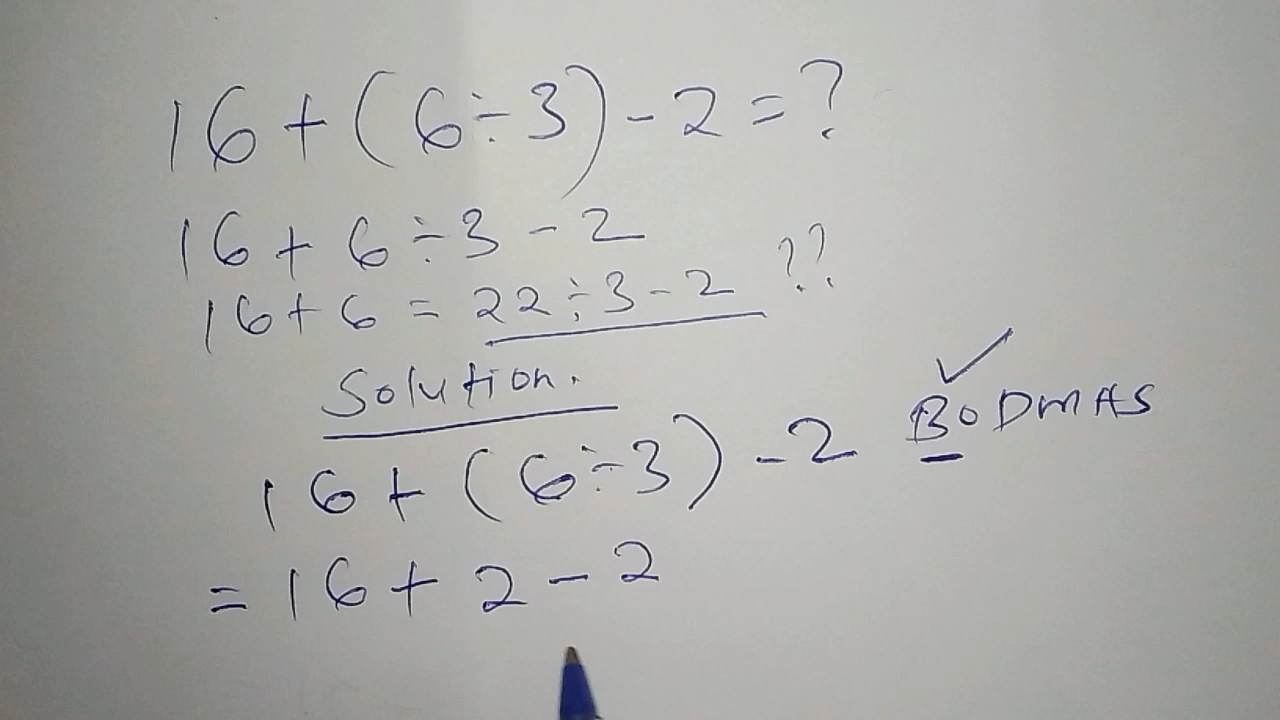 16+(6÷3)-2=?
16+6÷3-2
16+6=22÷3-2 ??
Solution.
16+(6÷3)-2 BODMAS
=16+2-2